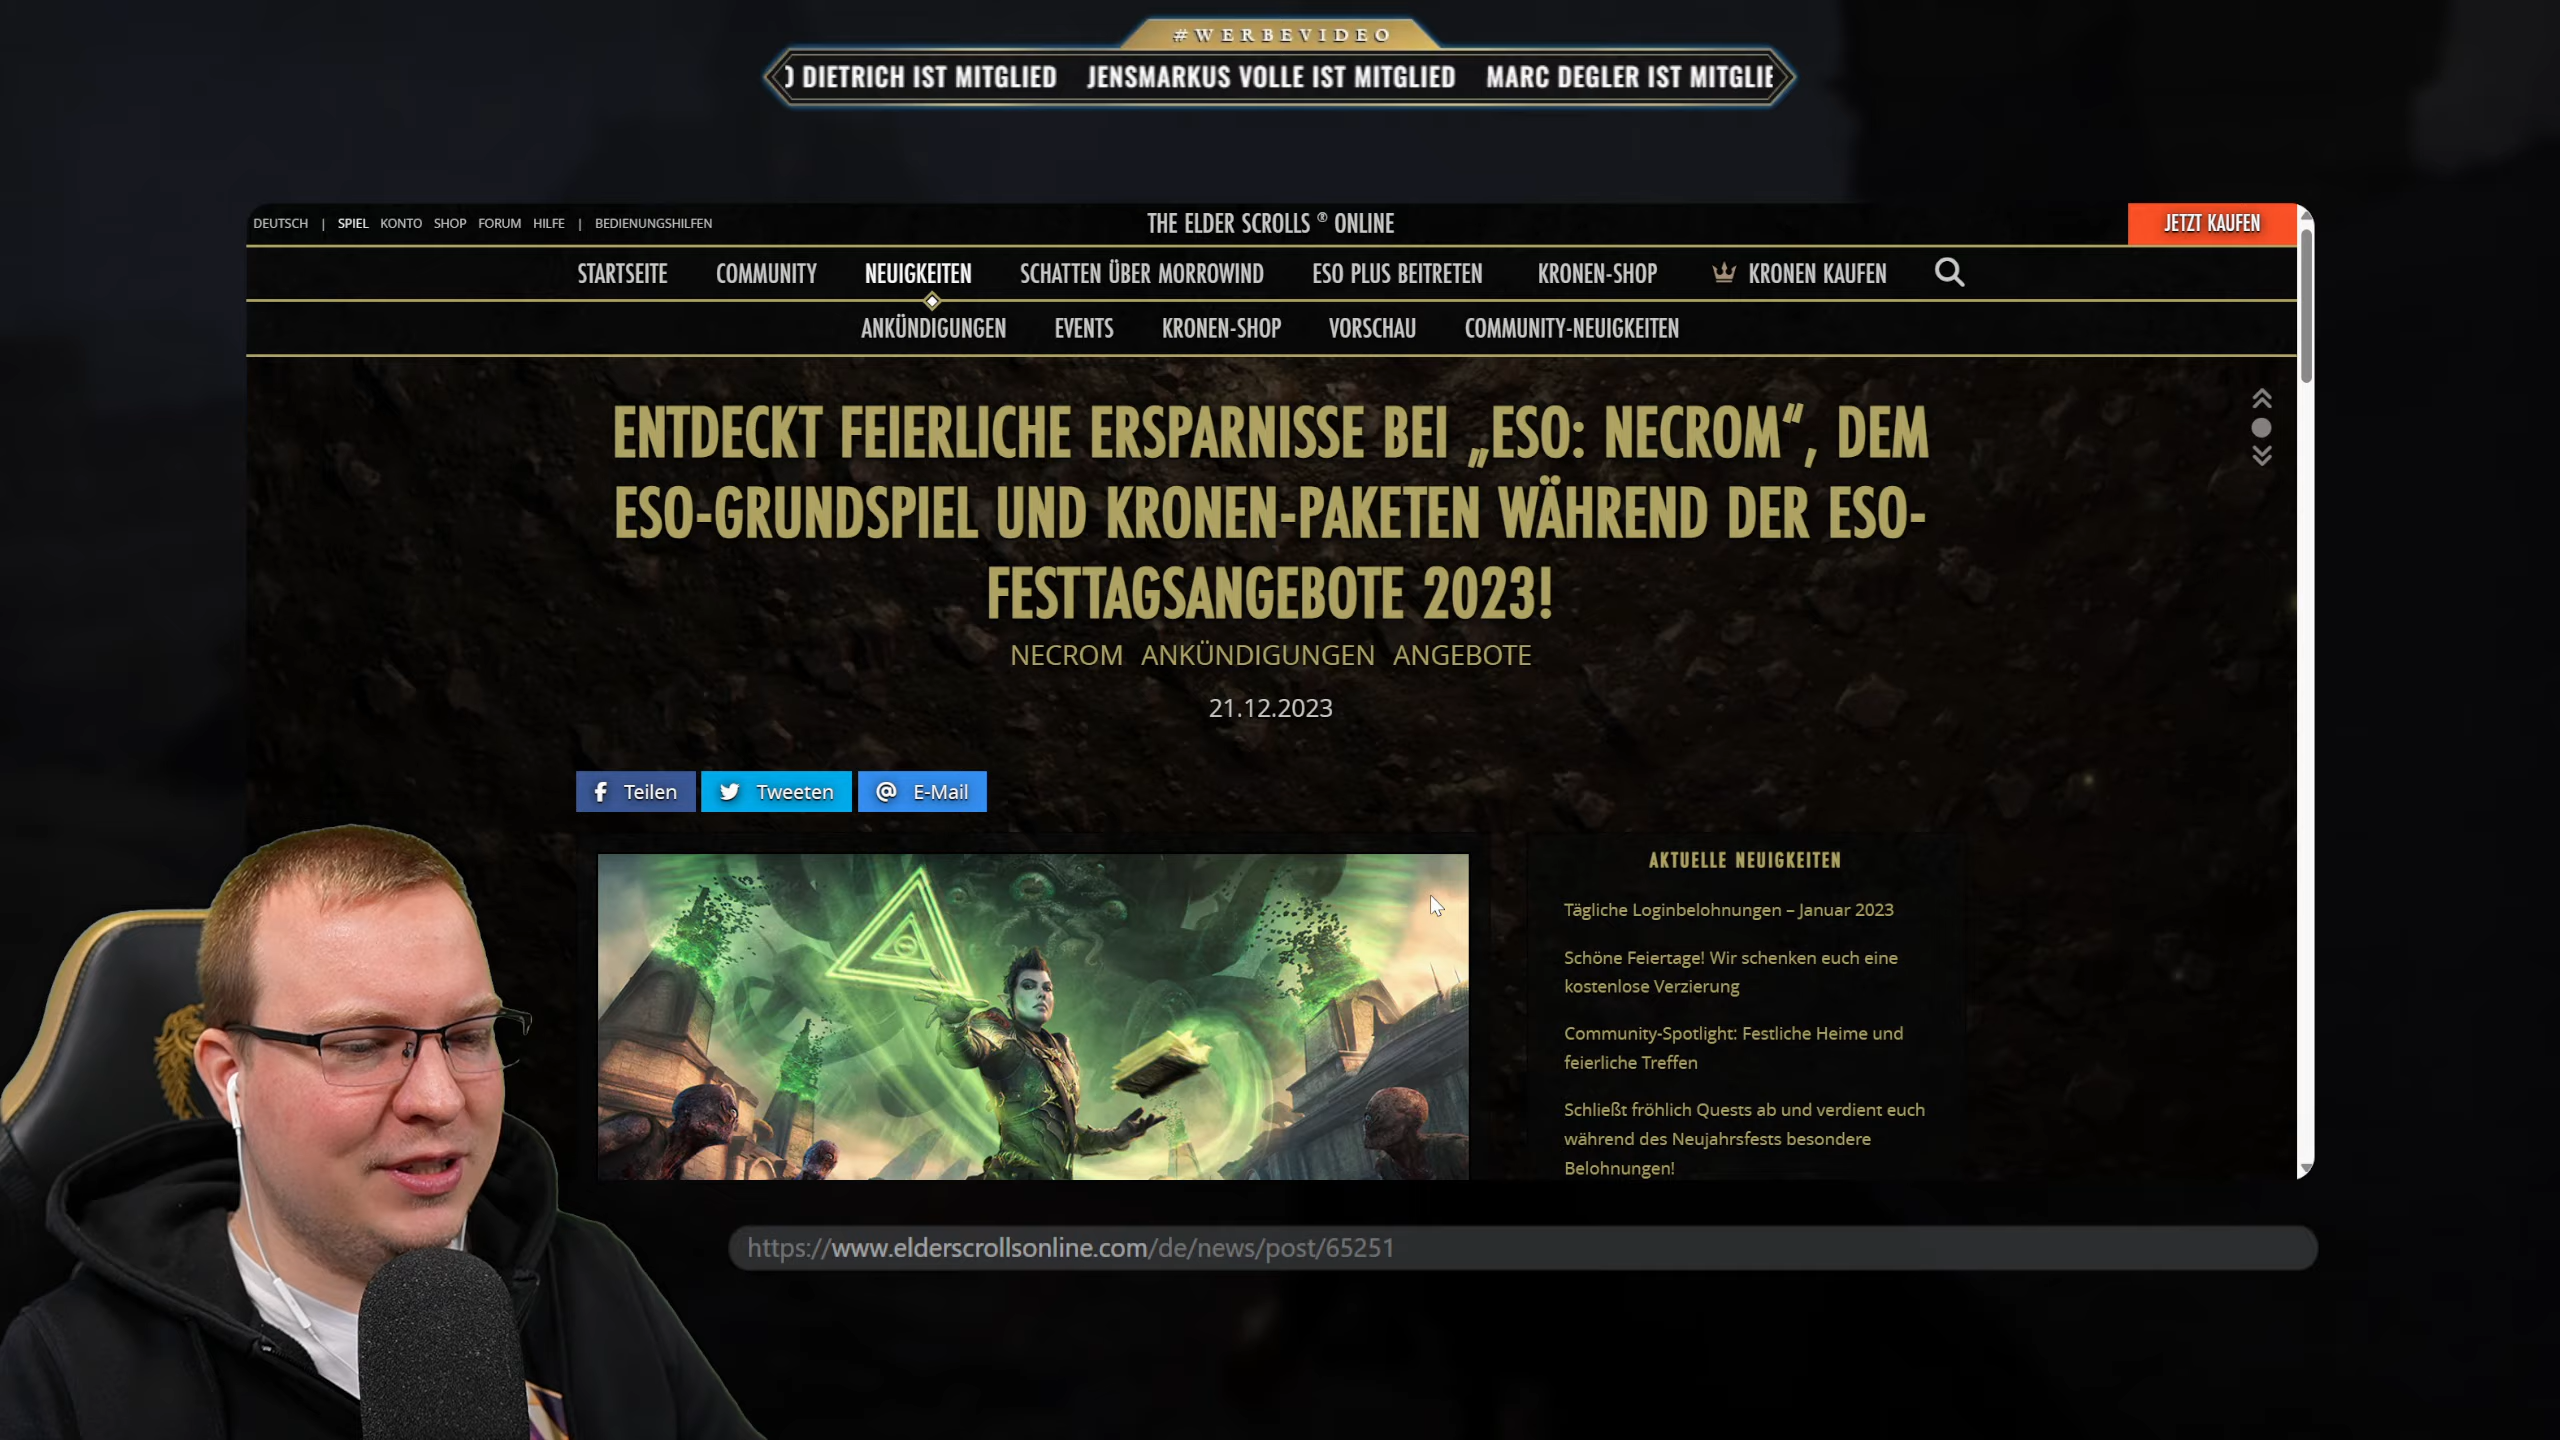 #WERBEVIDEO
DIETRICH IST MITGLIED JENSMARKUS VOLLE IST MITGLIED MARC DEGLER IST MITGLIE
DEUTSCH | SPIEL KONTO SHOP FORUM HILFE | BEDIENUNGSHILFEN
THE ELDER SCROLLS ® ONLINE
JETZT KAUFEN
STARTSEITE COMMUNITY NEUIGKEITEN SCHATTEN ÜBER MORROWIND ESO PLUS BEITRETEN KRONEN-SHOP KRONEN KAUFEN
ANKÜNDIGUNGEN EVENTS KRONEN-SHOP VORSCHAU COMMUNITY-NEUIGKEITEN
ENTDECKT FEIERLICHE ERSPARNISSE BEI „ESO: NECROM“, DEM
ESO-GRUNDSPIEL UND KRONEN-PAKETEN WÄHREND DER ESO-
FESTTAGSANGEBOTE 2023!
NECROM ANKÜNDIGUNGEN ANGEBOTE
21.12.2023
Teilen Tweeten E-Mail
AKTUELLE NEUIGKEITEN
Tägliche Loginbelohnungen – Januar 2023
Schöne Feiertage! Wir schenken euch eine
kostenlose Verzierung
Community-Spotlight: Festliche Heime und
feierliche Treffen
Schließt fröhlich Quests ab und verdient euch
während des Neujahrsfests besondere
Belohnungen!
https://www.elderscrollsonline.com/de/news/post/65251